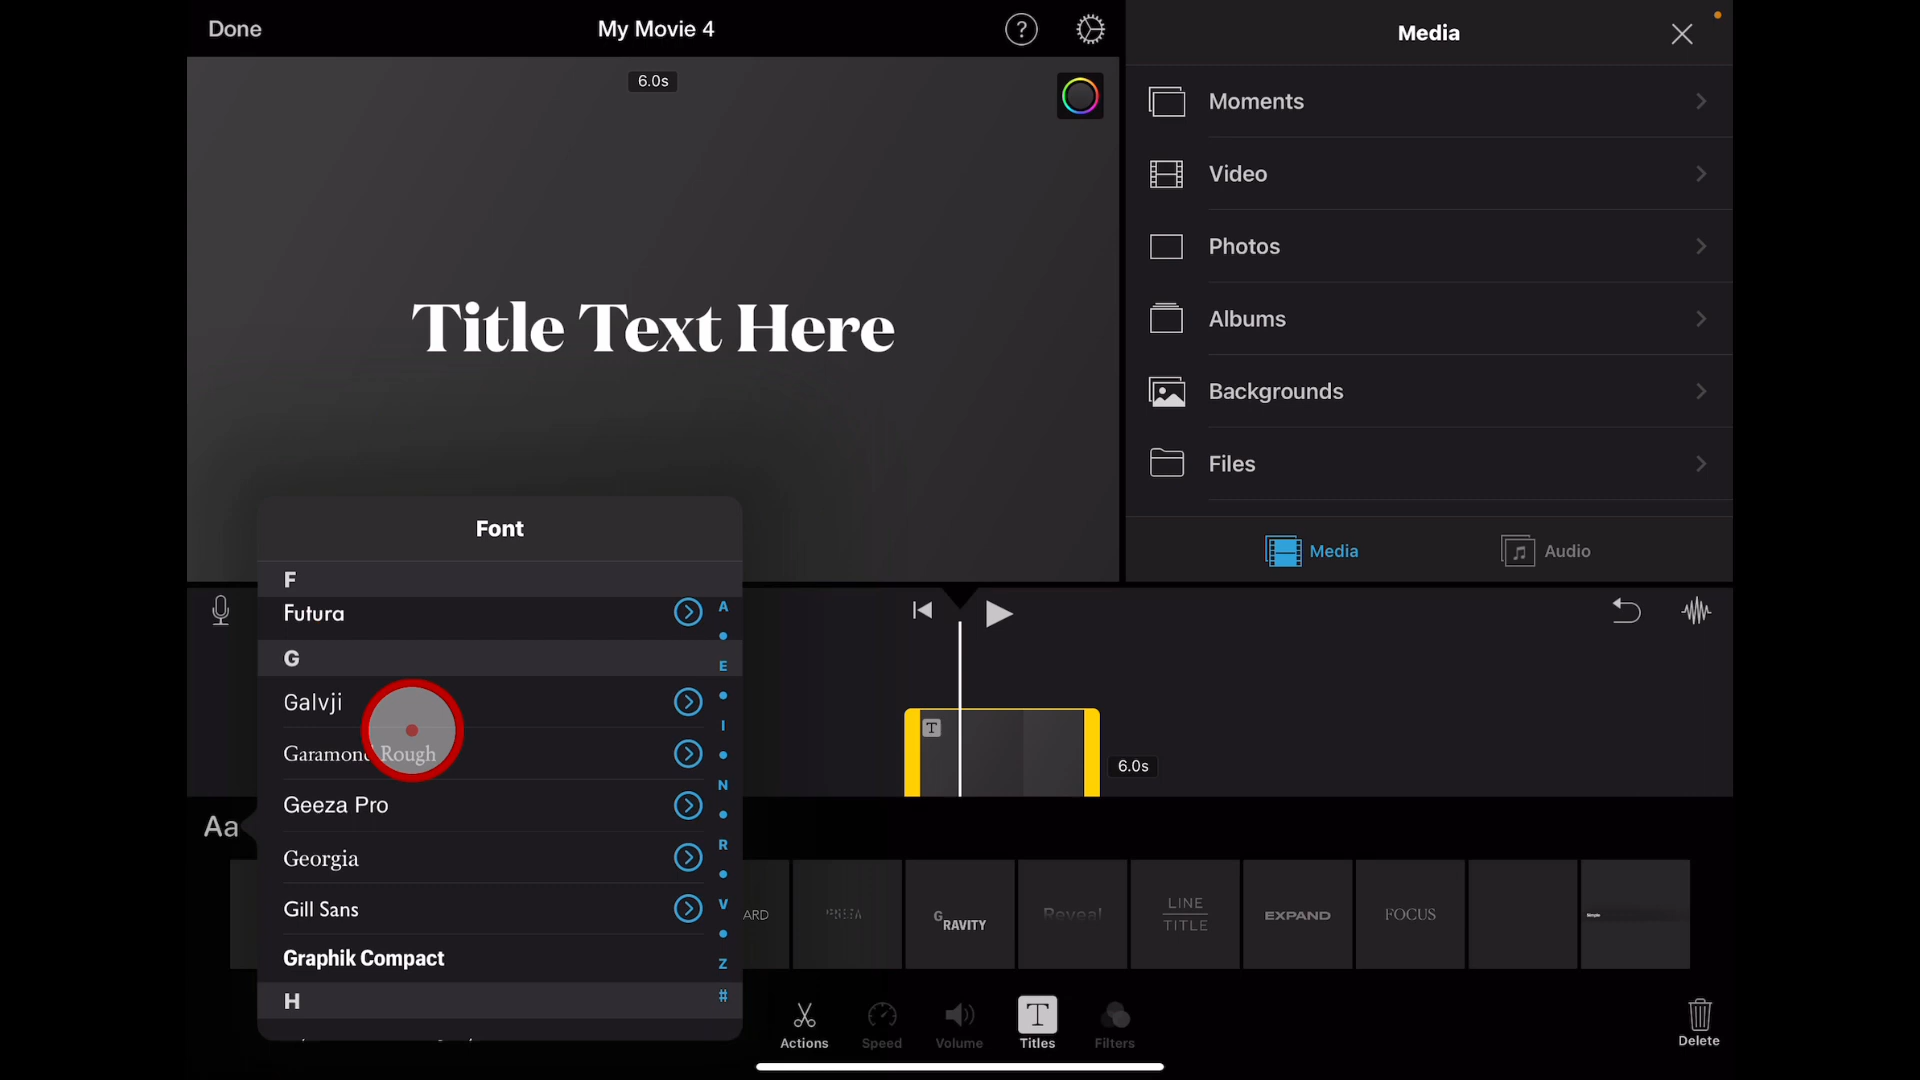 Done
My Movie 4
?
Media
6.0s
Moments
Video
Photos
Albums
Backgrounds
Files
Title Text Here
Media
Audio
Font
F
Futura
G
Galvji
Garamond Rough
Geeza Pro
Georgia
Gill Sans
Graphik Compact
H
A
E
I
N
R
V
Z
#
T
6.0s
Aa
ARD
GRAVITY
Reveal
LINE
TITLE
EXPAND
FOCUS
Simple
Actions
Speed
Volume
T
Titles
Filters
Delete